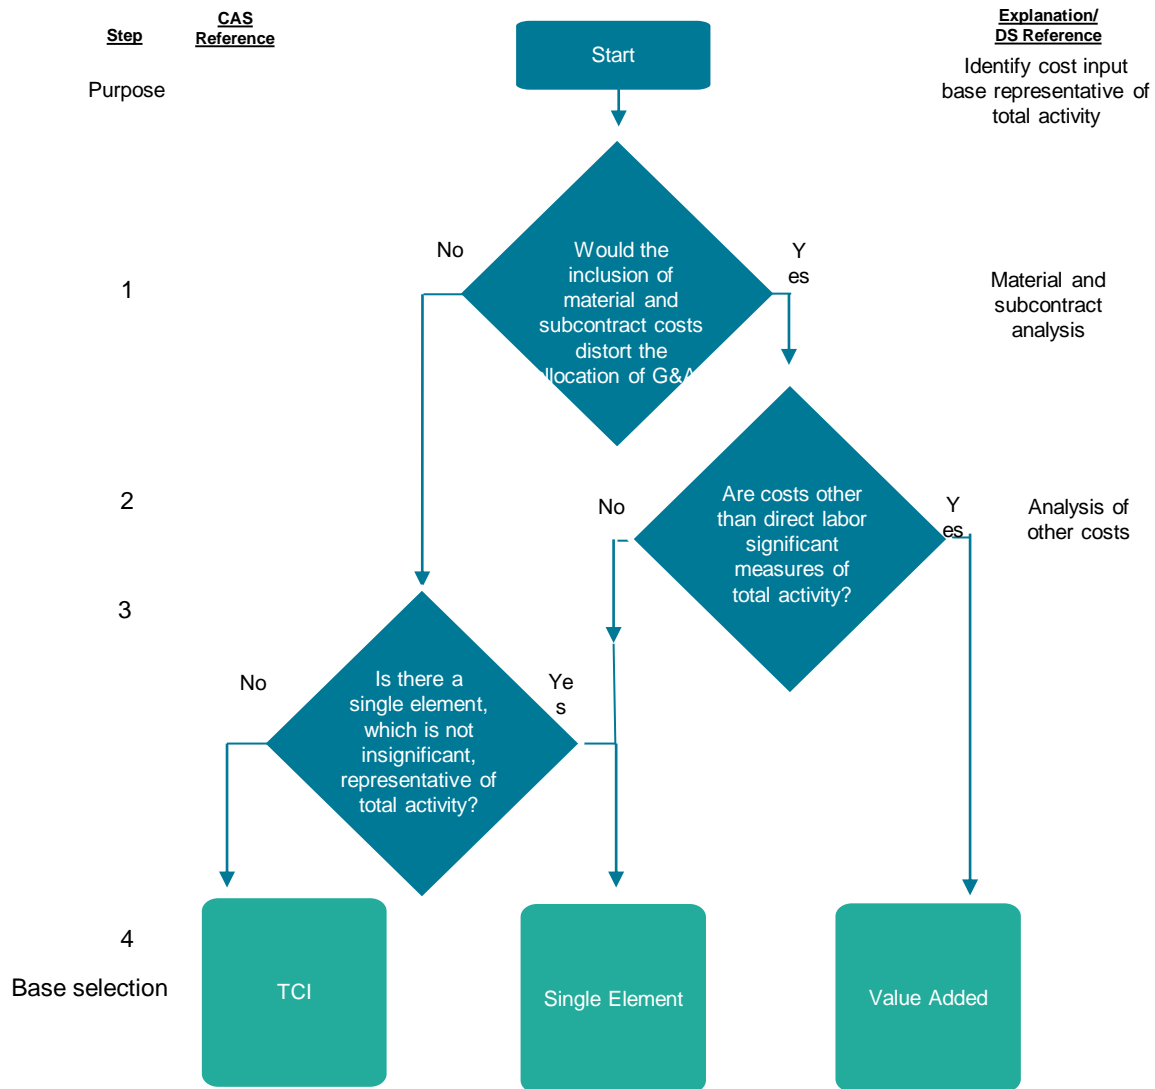 Step
CAS
Reference
Explanation/
DS Reference
Start
Purpose
Identify cost input
base representative of
total activity
No
Y
es
1
Would the
inclusion of
material and
subcontract costs
distort the
llocation of G&A
Material and
subcontract
analysis
2
No
Are costs other
than direct labor
significant
measures of
total activity?
Y
es
Analysis of
other costs
3
No
Is there a
single element,
which is not
insignificant,
representative of
total activity?
Ye
s
4
Base selection
TCI
Single Element
Value Added